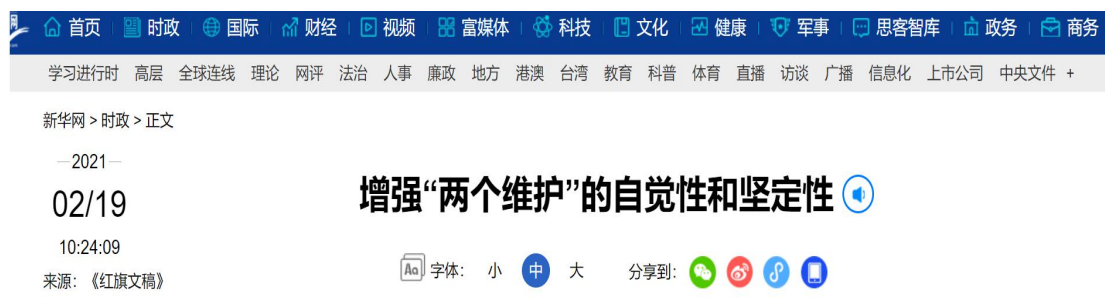 首页 时政 国际 财经 视频 富媒体 科技 文化 健康 军事 思客智库 政务 商务
学习进行时 高层 全球连线 理论 网评 法治 人事 廉政 地方 港澳 台湾 教育 科普 体育 直播 访谈 广播 信息化 上市公司 中央文件 +
新华网 > 时政 > 正文
2021
02/19
10:24:09
来源：《红旗文稿》
增强“两个维护”的自觉性和坚定性
Aa 字体： 小 中 大 分享到：